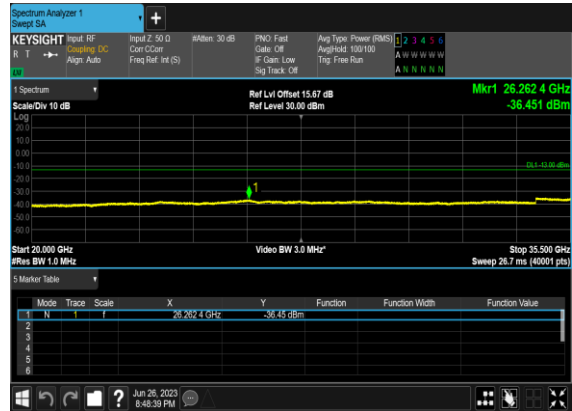 Spectrum Analyzer 1
Swept SA
KEYSIGHT Input: RF Input Z: 50 Ω #Atten: 30 dB PNO: Fast Avg Type: Power (RMS) 1 2 3 4 5 6
R T Coupling: DC Corr CCorr Gate: Off Avg|Hold: 100/100 A W W W W W
Align: Auto Freq Ref: Int (S) IF Gain: Low Trig: Free Run
Sig Track: Off A N N N N N
LW
1 Spectrum Ref Lvl Offset 15.67 dB Mkr1 26.262 4 GHz
Scale/Div 10 dB Ref Level 30.00 dBm -36.451 dBm
Log
20.0
10.0
0.00
-10.0 DL1 -13.00 dBm
-20.0
-30.0 1
-40.0
-50.0
-60.0
Start 20.000 GHz Video BW 3.0 MHz* Stop 35.500 GHz
#Res BW 1.0 MHz Sweep 26.7 ms (40001 pts)
5 Marker Table
Mode Trace Scale X Y Function Function Width Function Value
1 N 1 f 26.262 4 GHz -36.45 dBm
2
3
4
5
6
? Jun 26, 2023
8:48:39 PM